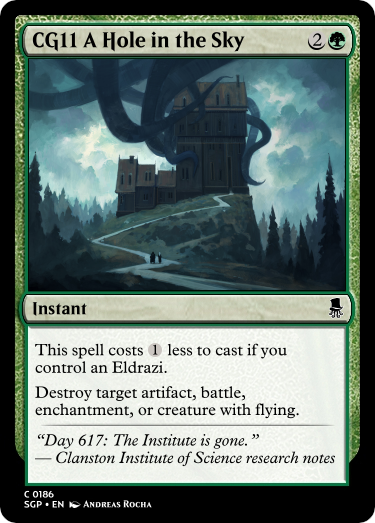 CG11 A Hole in the Sky 2
Instant
This spell costs 1 less to cast if you
control an Eldrazi.
Destroy target artifact, battle,
enchantment, or creature with flying.
“Day 617: The Institute is gone.”
— Clanston Institute of Science research notes
C 0186
SGP • EN Andreas Rocha